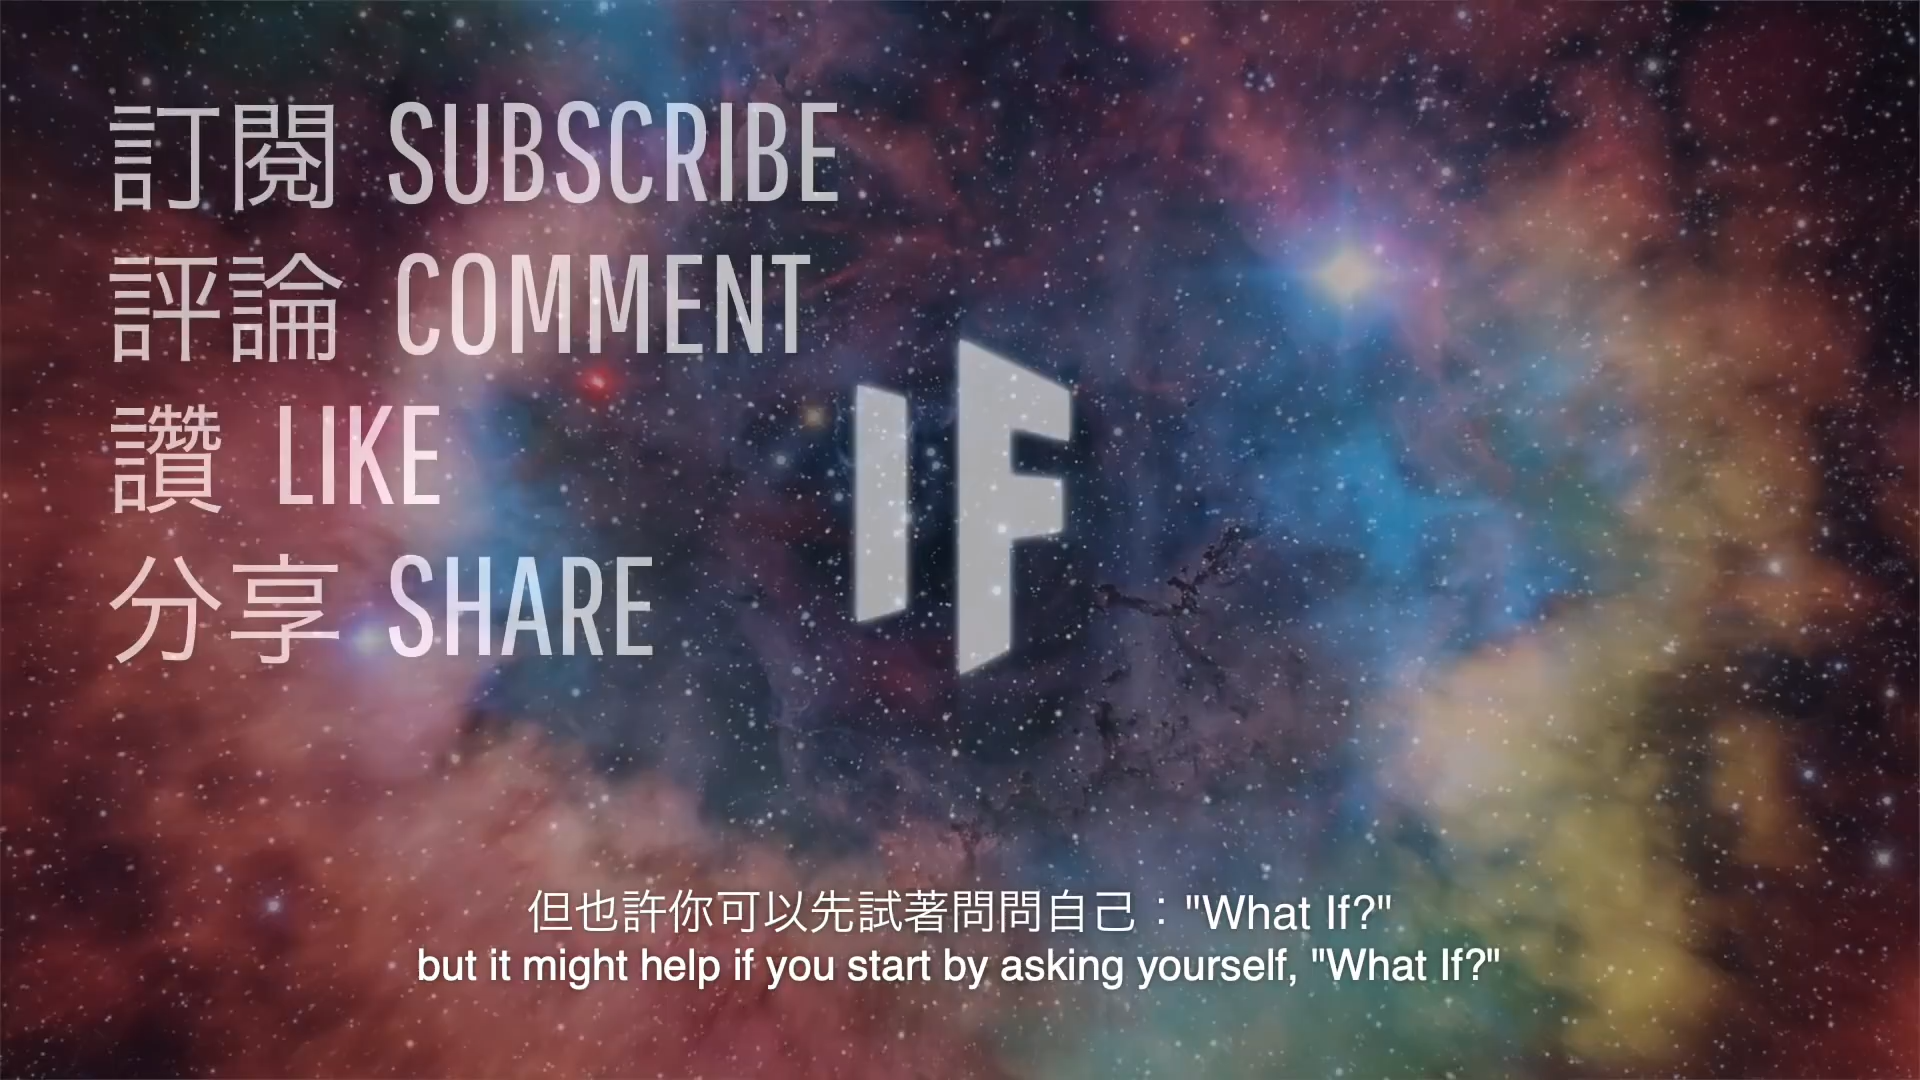 訂閱 SUBSCRIBE
評論 COMMENT
讚 LIKE
分享 SHARE
IF
但也許你可以先試著問問自己："What If?"
but it might help if you start by asking yourself, "What If?"